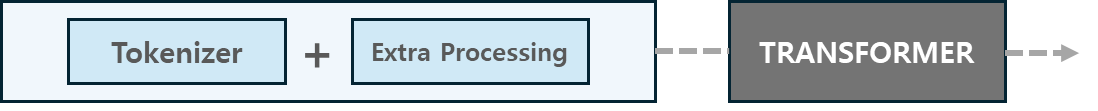 Tokenizer + Extra Processing TRANSFORMER